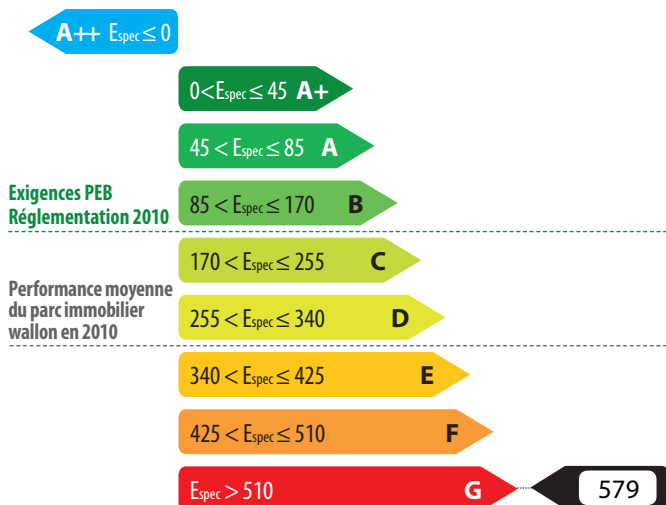 A++ Espec ≤ 0
0 < Espec ≤ 45 A+
45 < Espec ≤ 85 A
Exigences PEB
Réglementation 2010
85 < Espec ≤ 170 B
170 < Espec ≤ 255 C
Performance moyenne
du parc immobilier
wallon en 2010
255 < Espec ≤ 340 D
340 < Espec ≤ 425 E
425 < Espec ≤ 510 F
Espec > 510 G
579